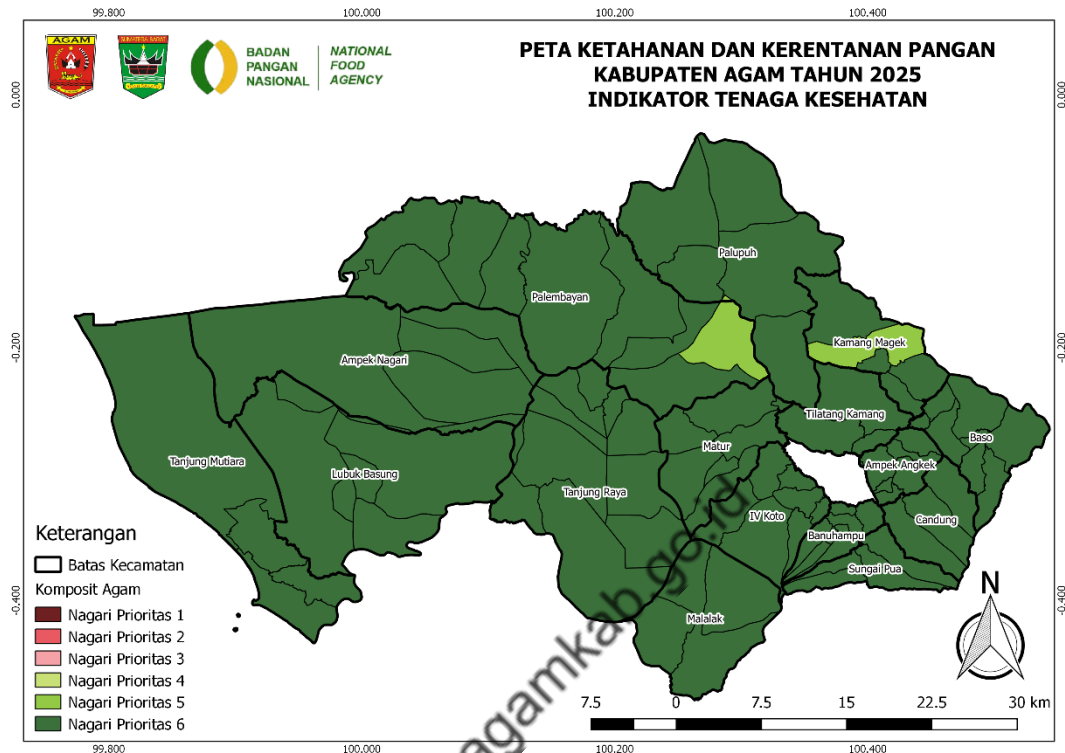 99.800 100.000 100.200 100.400
AGAM
SUMATERA BARAT
BADAN
PANGAN
NASIONAL
NATIONAL
FOOD
AGENCY
PETA KETAHANAN DAN KERENTANAN PANGAN
KABUPATEN AGAM TAHUN 2025
INDIKATOR TENAGA KESEHATAN
0.000 0.000
Palupuh
Palembayan
-0.200 -0.200
Kamang Magek
Ampek Nagari
Tilatang Kamang
Baso
Matur
Tanjung Mutiara
Ampek Angkek
Lubuk Basung
Tanjung Raya
IV Koto
Candung
Banuhampu
Sungai Pua
Malalak
-0.400 -0.400
agamkab.go.id
Keterangan
Batas Kecamatan
Komposit Agam
Nagari Prioritas 1
Nagari Prioritas 2
Nagari Prioritas 3
Nagari Prioritas 4
Nagari Prioritas 5
Nagari Prioritas 6
N
7.5 0 7.5 15 22.5 30 km
99.800 100.000 100.200 100.400